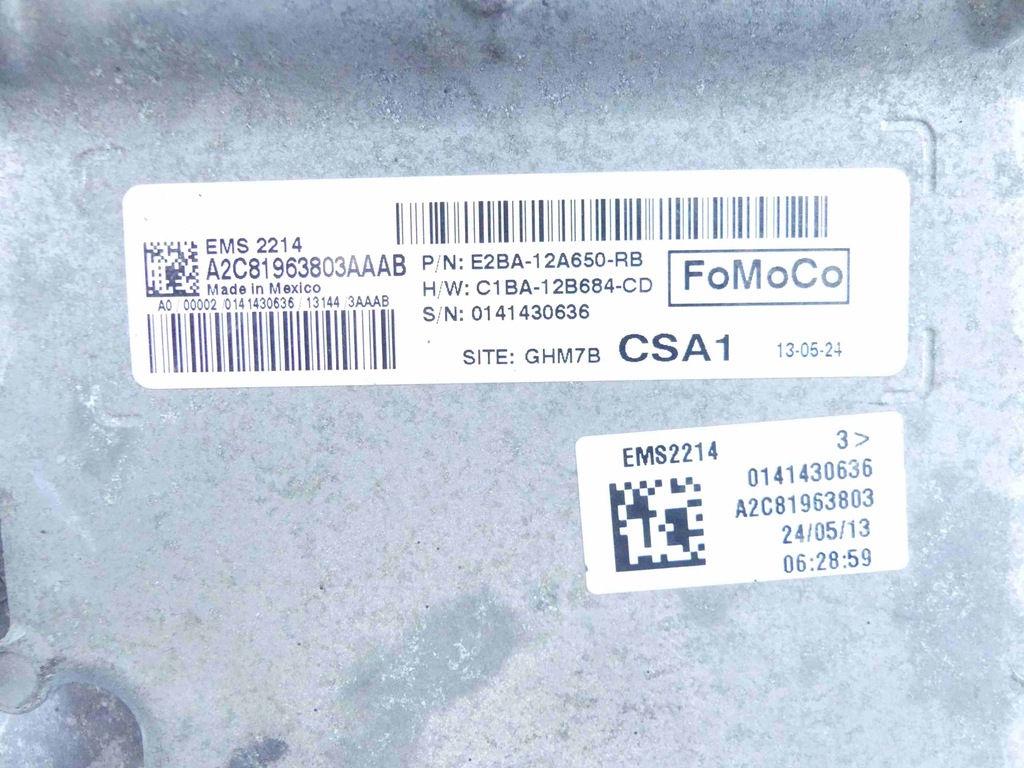 EMS 2214
A2C81963803AAAB
Made in Mexico
A0 / 00002 / 0141430636 / 13144 / 3AAAB
P/N: E2BA-12A650-RB
H/W: C1BA-12B684-CD
S/N: 0141430636
FoMoCo
SITE: GHM7B CSA1 13-05-24
EMS2214 3>
0141430636
A2C81963803
24/05/13
06:28:59